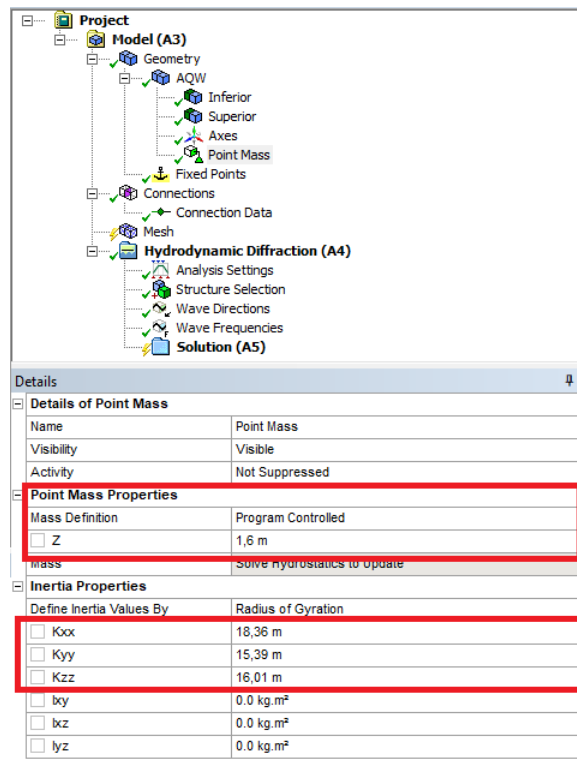 Project
Model (A3)
Geometry
AQW
Inferior
Superior
Axes
Point Mass
Fixed Points
Connections
Connection Data
Mesh
Hydrodynamic Diffraction (A4)
Analysis Settings
Structure Selection
Wave Directions
Wave Frequencies
Solution (A5)
Details
Details of Point Mass
Name Point Mass
Visibility Visible
Activity Not Suppressed
Point Mass Properties
Mass Definition Program Controlled
Z 1,6 m
Mass Solve Hydrostatics to Update
Inertia Properties
Define Inertia Values By Radius of Gyration
Kxx 18,36 m
Kyy 15,39 m
Kzz 16,01 m
Ixy 0.0 kg.m²
Ixz 0.0 kg.m²
Iyz 0.0 kg.m²